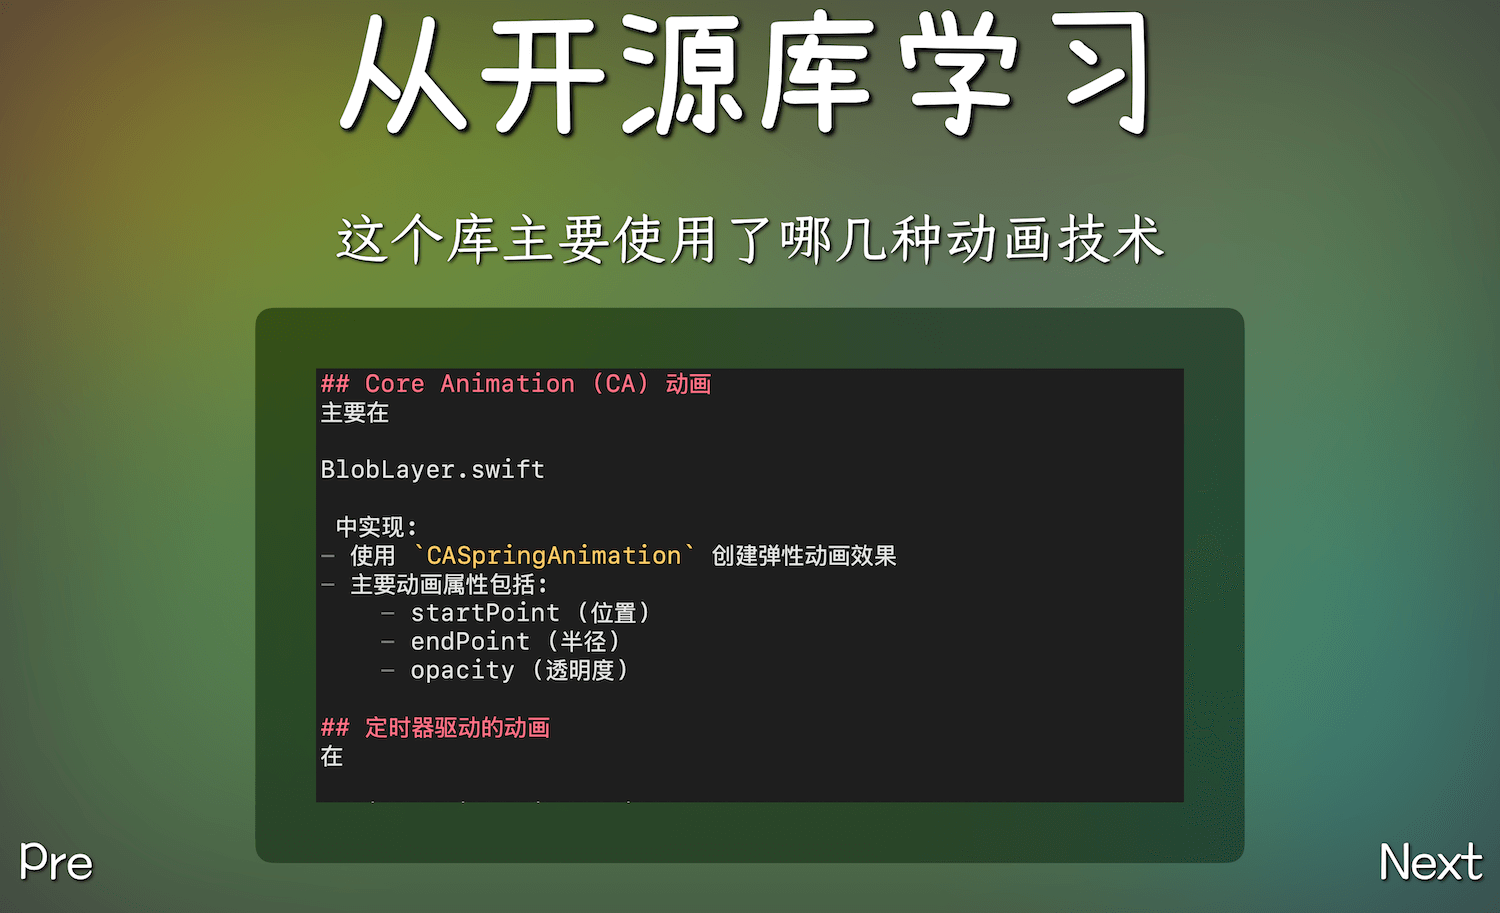 从开源库学习
这个库主要使用了哪几种动画技术
## Core Animation (CA) 动画
主要在
BlobLayer.swift
中实现:
- 使用 `CASpringAnimation` 创建弹性动画效果
- 主要动画属性包括:
- startPoint (位置)
- endPoint (半径)
- opacity (透明度)
## 定时器驱动的动画
在
Pre
Next